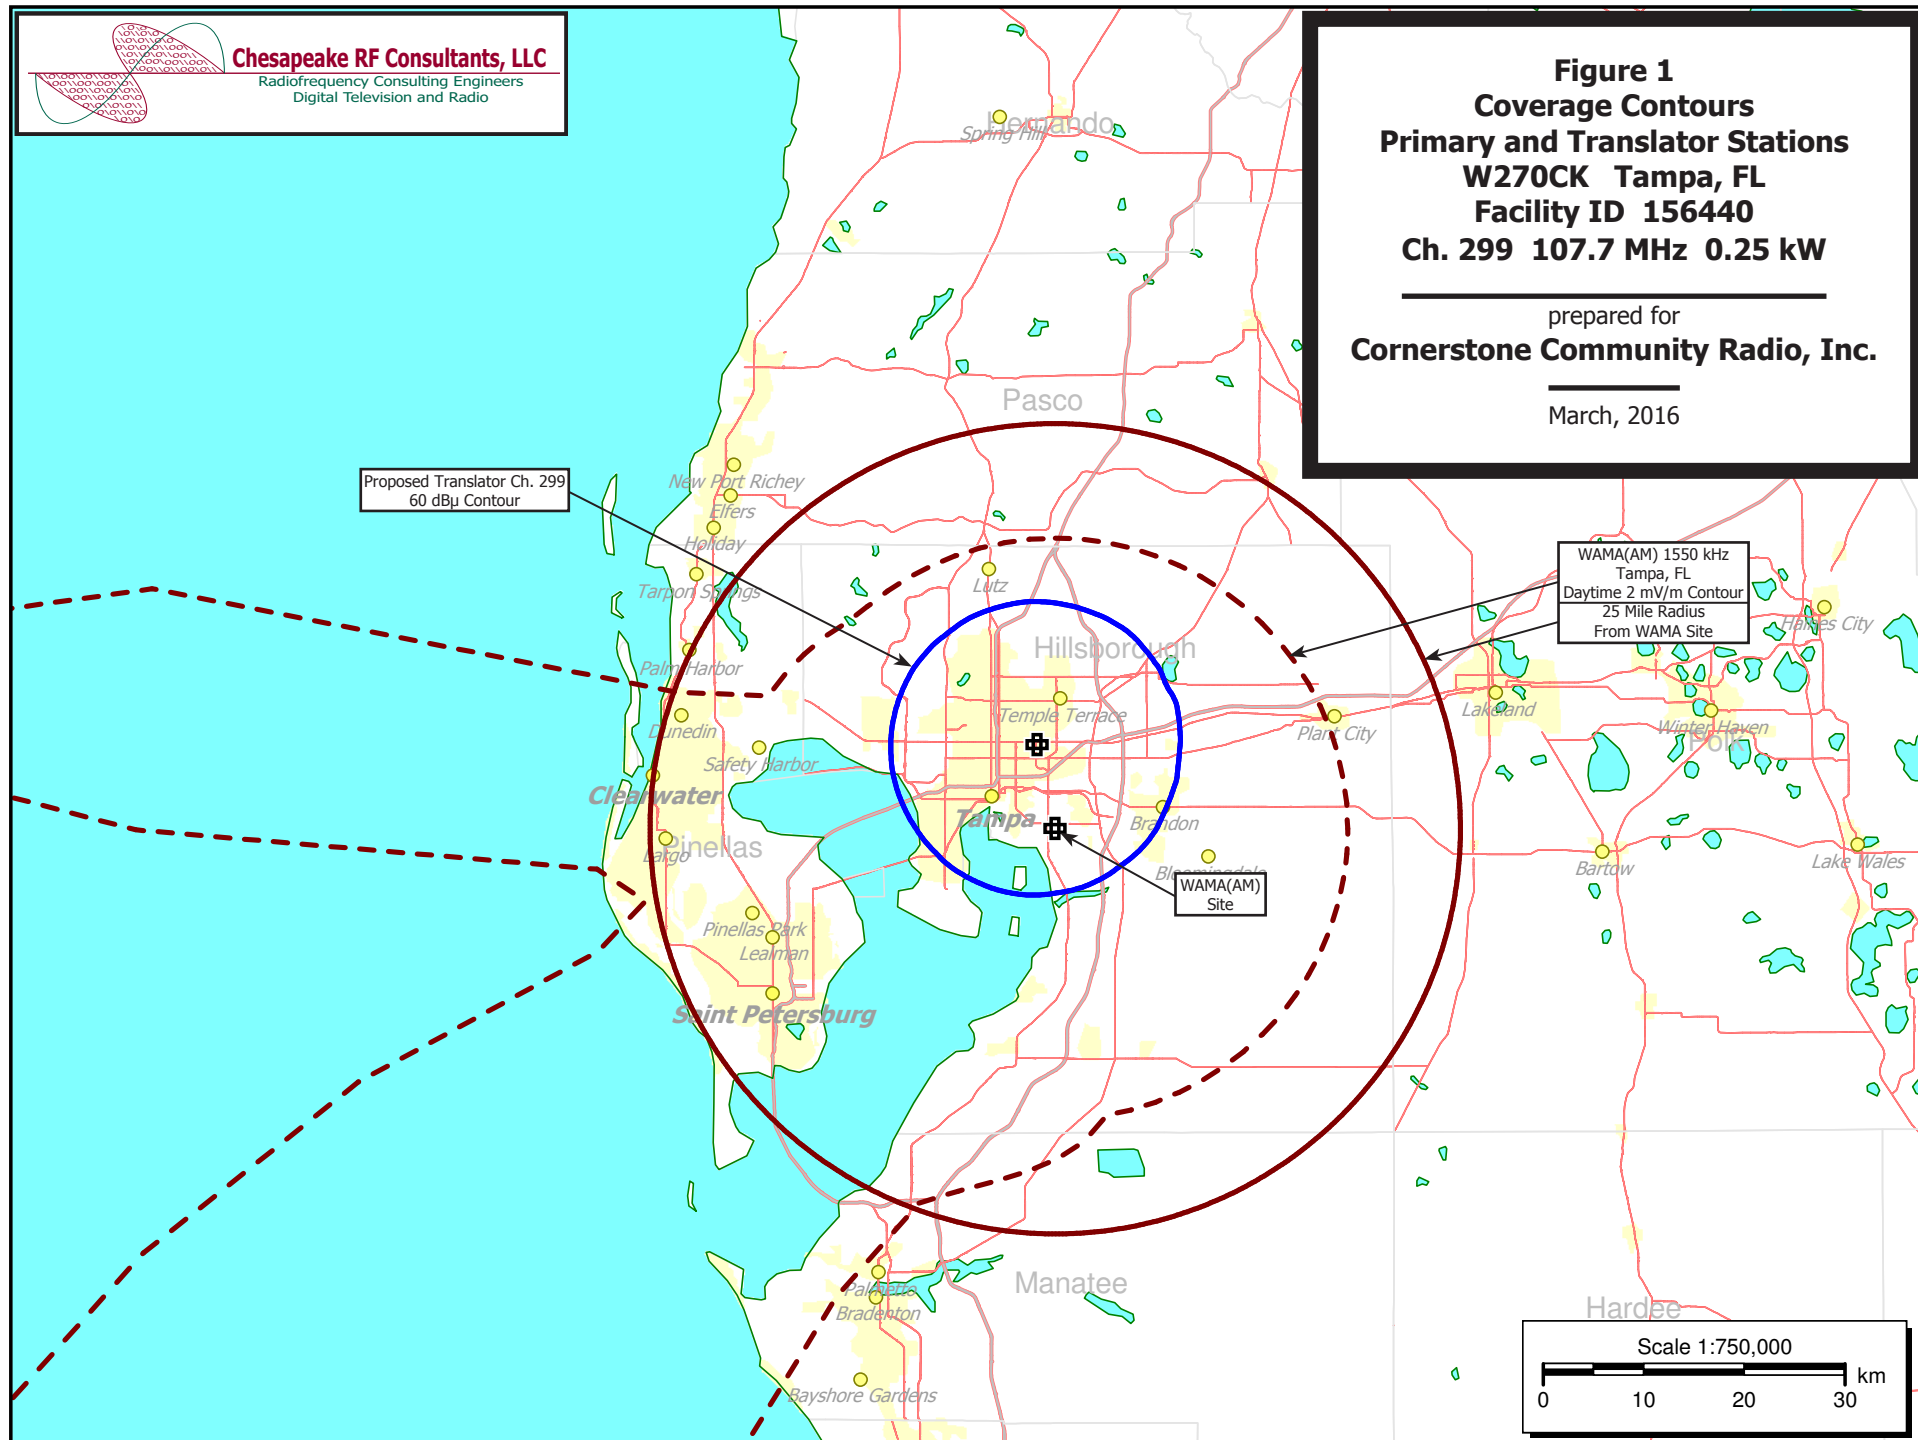 Chesapeake RF Consultants, LLC
Radiofrequency Consulting Engineers
Digital Television and Radio
Figure 1
Coverage Contours
Primary and Translator Stations
W270CK Tampa, FL
Facility ID 156440
Ch. 299 107.7 MHz 0.25 kW
prepared for
Cornerstone Community Radio, Inc.
March, 2016
Hernando
Spring Hill
Pasco
Proposed Translator Ch. 299
60 dBµ Contour
New Port Richey
Elfers
Holiday
Tarpon Springs
Lutz
WAMA(AM) 1550 kHz
Tampa, FL
Daytime 2 mV/m Contour
25 Mile Radius
From WAMA Site
Haines City
Hillsborough
Palm Harbor
Temple Terrace
Lakeland
Dunedin
Plant City
Winter Haven
Polk
Safety Harbor
Clearwater
Tampa
Brandon
Largo
Pinellas
Bloomingdale
Bartow
Lake Wales
WAMA(AM)
Site
Pinellas Park
Lealman
Saint Petersburg
Palmetto
Bradenton
Manatee
Hardee
Bayshore Gardens
Scale 1:750,000
km
0 10 20 30